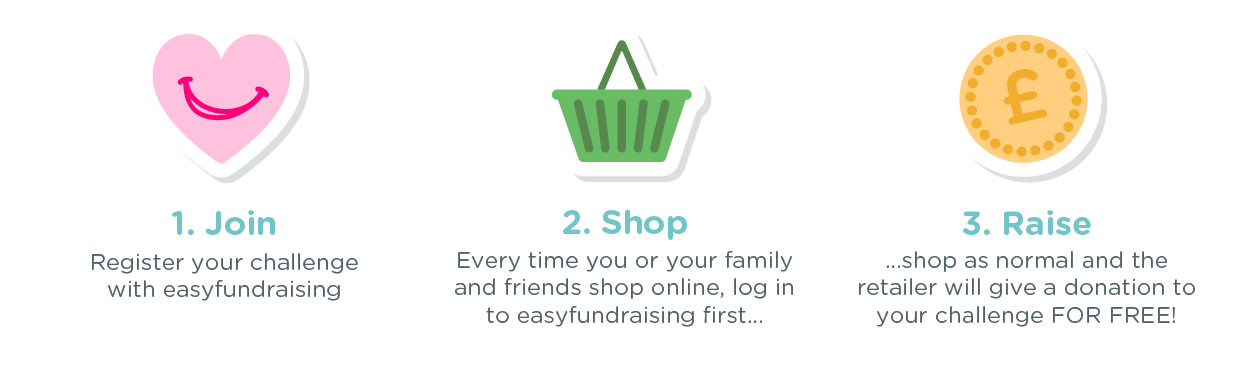 £
1. Join
Register your challenge
with easyfundraising
2. Shop
Every time you or your family
and friends shop online, log in
to easyfundraising first...
3. Raise
...shop as normal and the
retailer will give a donation to
your challenge FOR FREE!